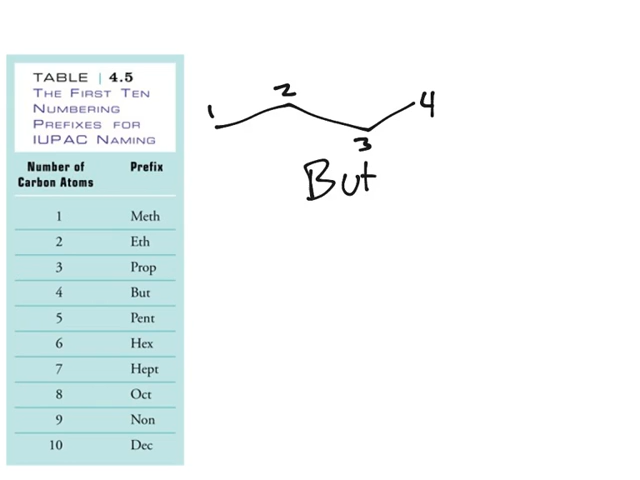 TABLE | 4.5
THE FIRST TEN
NUMBERING
PREFIXES FOR
IUPAC NAMING
Number of Carbon Atoms Prefix
1 Meth
2 Eth
3 Prop
4 But
5 Pent
6 Hex
7 Hept
8 Oct
9 Non
10 Dec
1
2
3
4
But